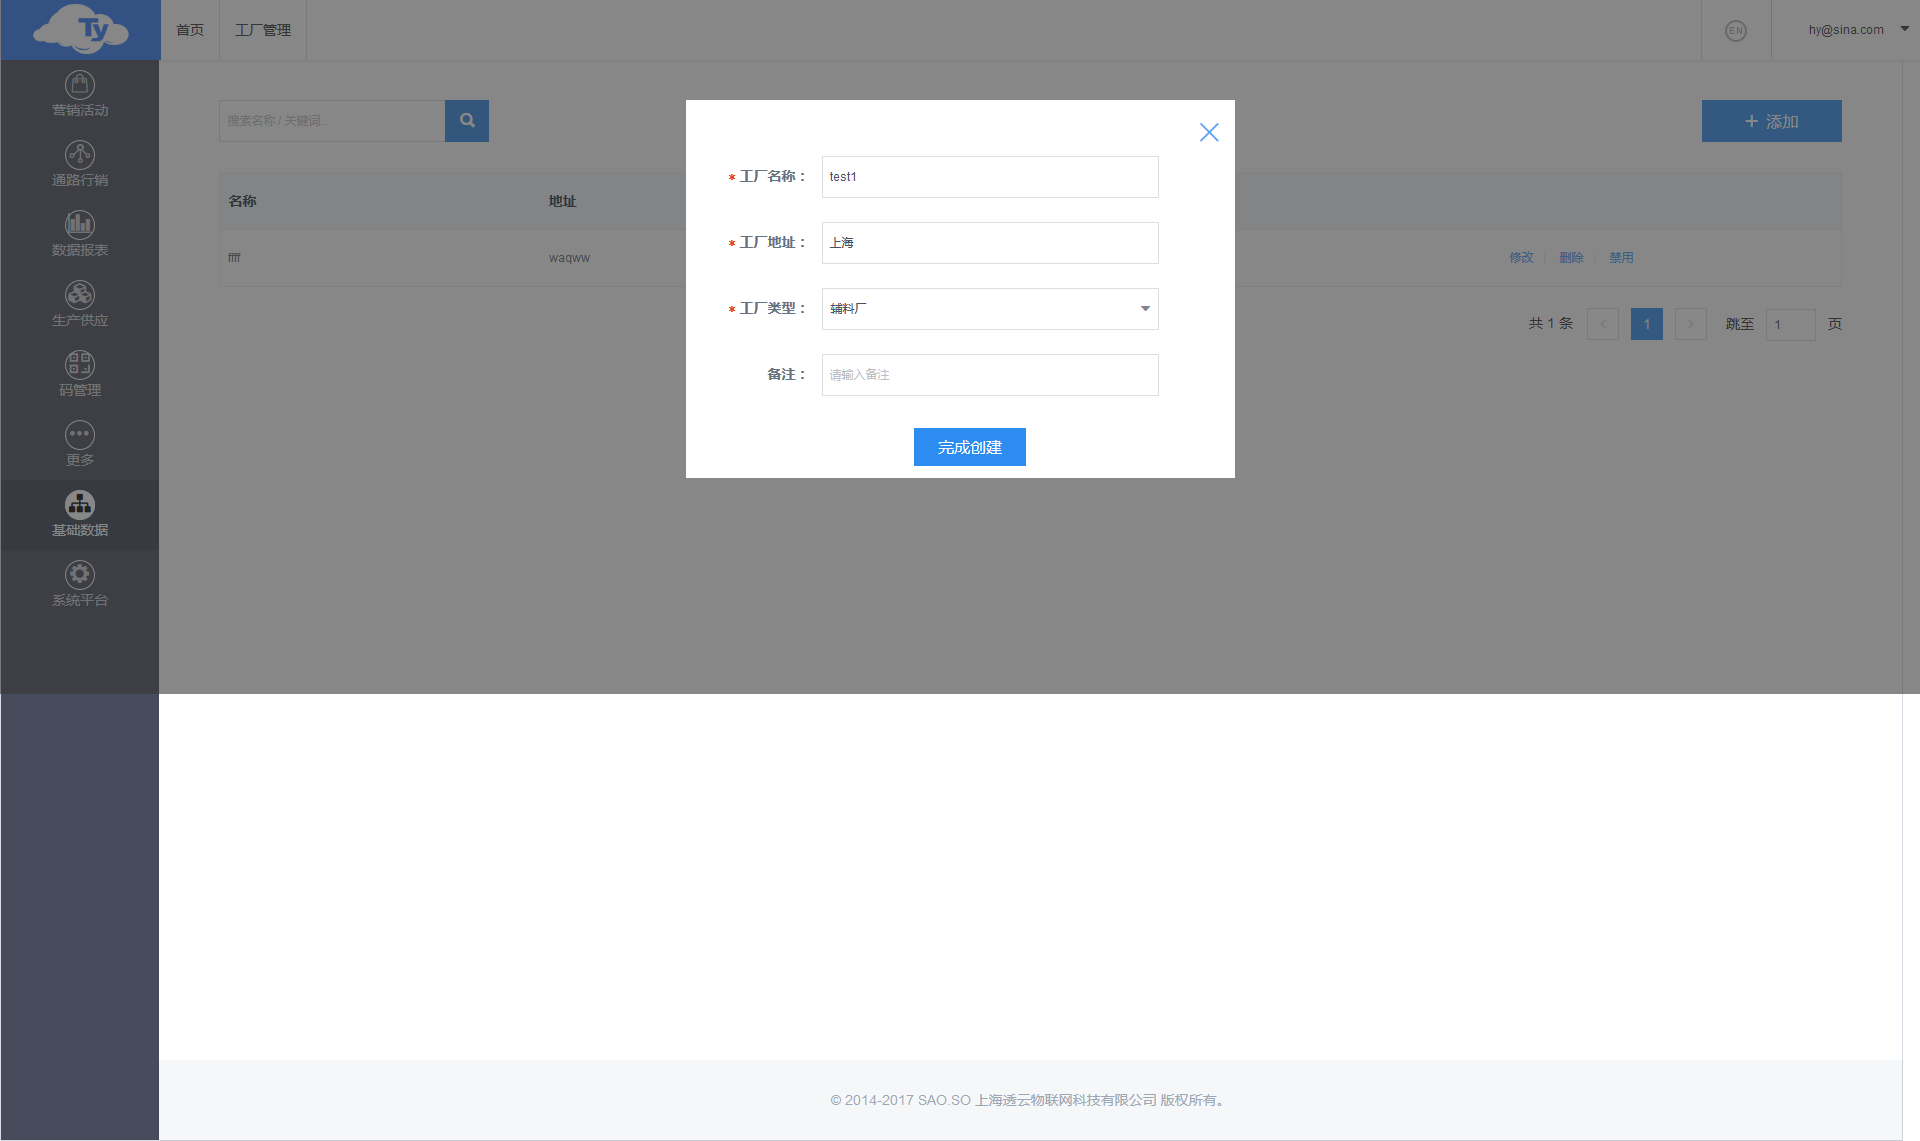 Ty
首页
工厂管理
EN
hy@sina.com
营销活动
通路行销
数据报表
生产供应
码管理
更多
基础数据
系统平台
搜索名称 / 关键词...
添加
名称 地址
ffff waqww 修改 删除 禁用
共 1 条 1 跳至 1 页
* 工厂名称： test1
* 工厂地址： 上海
* 工厂类型： 辅料厂
备注： 请输入备注
完成创建
© 2014-2017 SAO.SO 上海透云物联网科技有限公司 版权所有。